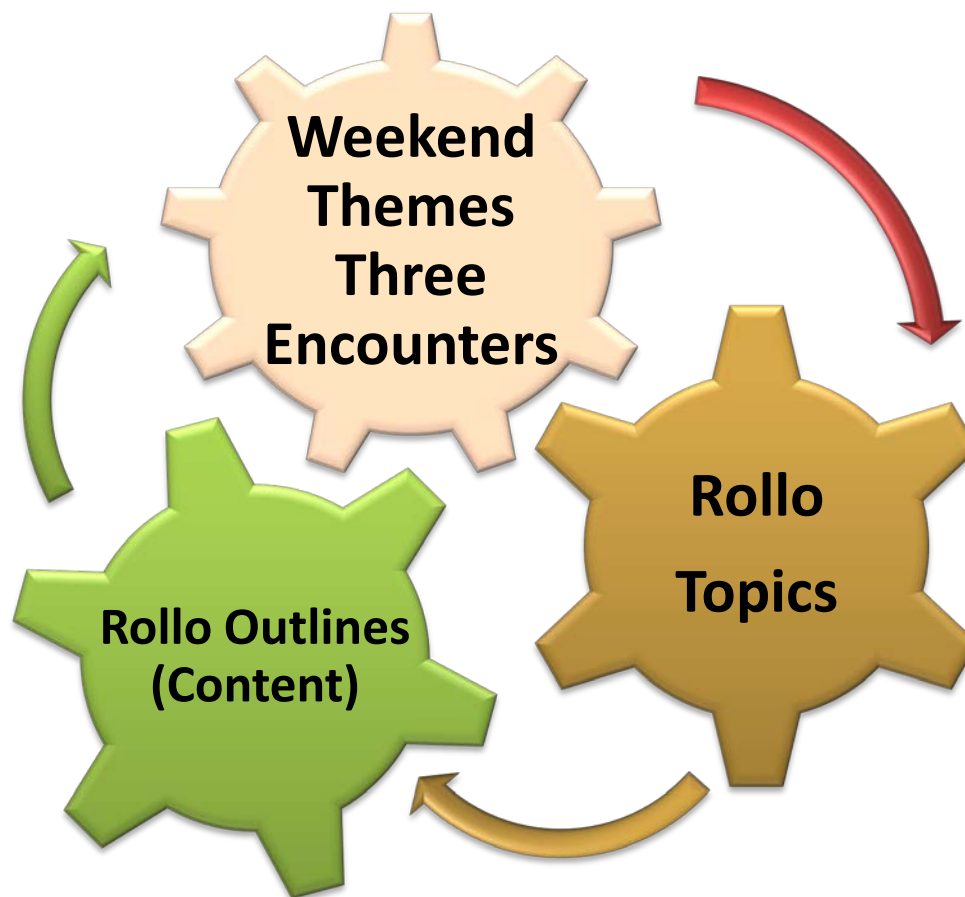 Weekend
Themes
Three
Encounters
Rollo
Topics
Rollo Outlines
(Content)